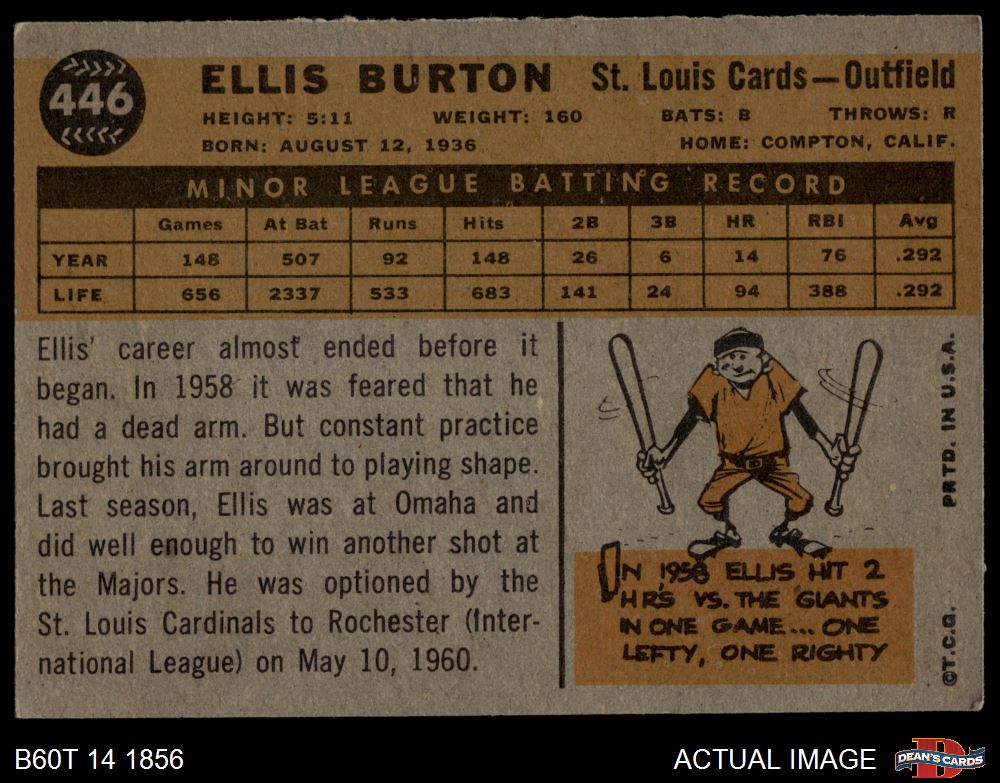 446
ELLIS BURTON St. Louis Cards—Outfield
HEIGHT: 5:11 WEIGHT: 160 BATS: B THROWS: R
BORN: AUGUST 12, 1936 HOME: COMPTON, CALIF.
MINOR LEAGUE BATTING RECORD
Games At Bat Runs Hits 2B 3B HR RBI Avg
YEAR 148 507 92 148 26 6 14 76 .292
LIFE 656 2337 533 683 141 24 94 388 .292
Ellis' career almost ended before it
began. In 1958 it was feared that he
had a dead arm. But constant practice
brought his arm around to playing shape.
Last season, Ellis was at Omaha and
did well enough to win another shot at
the Majors. He was optioned by the
St. Louis Cardinals to Rochester (Inter-
national League) on May 10, 1960.
IN 1958 ELLIS HIT 2
HRS VS. THE GIANTS
IN ONE GAME... ONE
LEFTY, ONE RIGHTY
©T.C.G. PRTD. IN U.S.A.
B60T 14 1856 ACTUAL IMAGE
D
DEAN'S CARDS